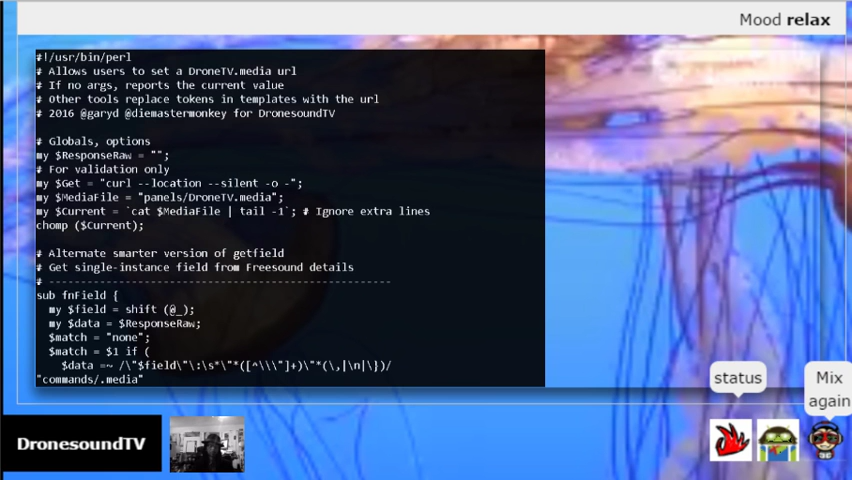 Mood relax
#!/usr/bin/perl
# Allows users to set a DroneTV.media url
# If no args, reports the current value
# Other tools replace tokens in templates with the url
# 2016 @garyd @diemastermonkey for DronesoundTV
# Globals, options
my $ResponseRaw = "";
# For validation only
my $Get = "curl --location --silent -o -";
my $MediaFile = "panels/DroneTV.media";
my $Current = `cat $MediaFile | tail -1`; # Ignore extra lines
chomp ($Current);
# Alternate smarter version of getfield
# Get single-instance field from Freesound details
# -------------------------------------------------
sub fnField {
my $field = shift (@_);
my $data = $ResponseRaw;
$match = "none";
$match = $1 if (
$data =~ /\"$field\"\:\s*\"*([^\\\"]+)\"*(\,|\n|\})/
"commands/.media"
status
Mix
again
DronesoundTV